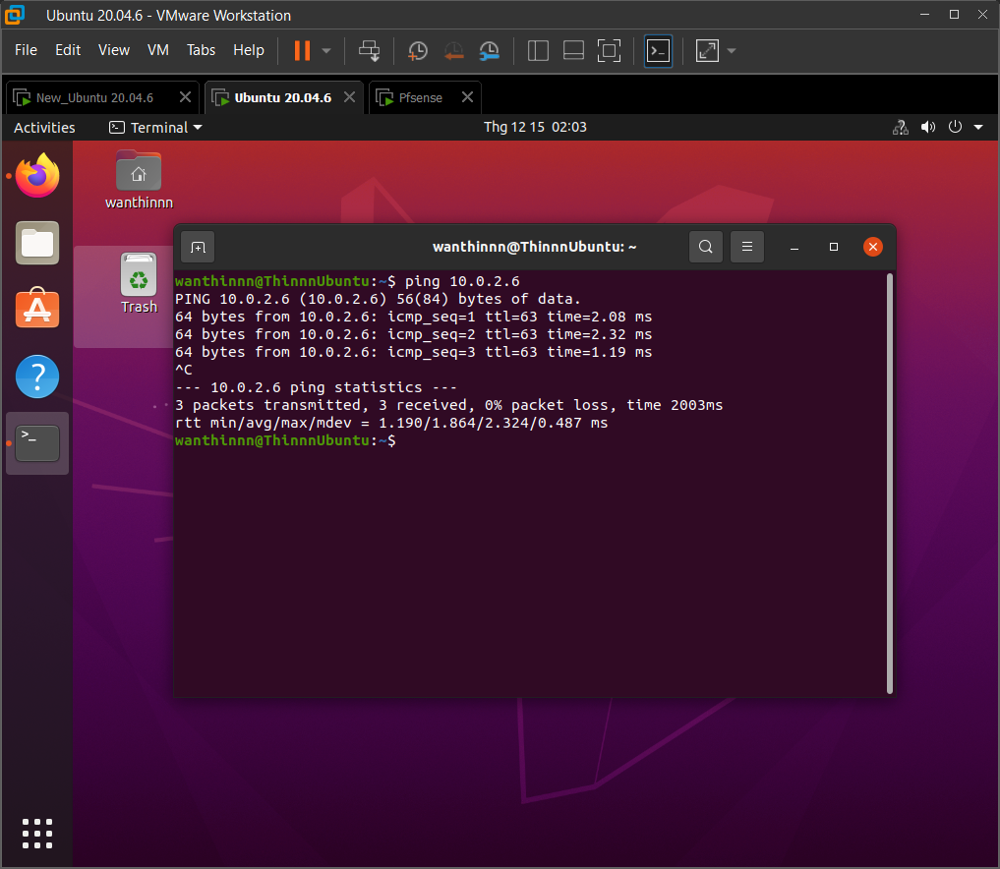 Ubuntu 20.04.6 - VMware Workstation
File Edit View VM Tabs Help
New_Ubuntu 20.04.6 Ubuntu 20.04.6 Pfsense
Activities Terminal Thg 12 15 02:03
wanthinnn
Trash
wanthinnn@ThinnnUbuntu: ~
wanthinnn@ThinnnUbuntu:~$ ping 10.0.2.6
PING 10.0.2.6 (10.0.2.6) 56(84) bytes of data.
64 bytes from 10.0.2.6: icmp_seq=1 ttl=63 time=2.08 ms
64 bytes from 10.0.2.6: icmp_seq=2 ttl=63 time=2.32 ms
64 bytes from 10.0.2.6: icmp_seq=3 ttl=63 time=1.19 ms
^C
--- 10.0.2.6 ping statistics ---
3 packets transmitted, 3 received, 0% packet loss, time 2003ms
rtt min/avg/max/mdev = 1.190/1.864/2.324/0.487 ms
wanthinnn@ThinnnUbuntu:~$